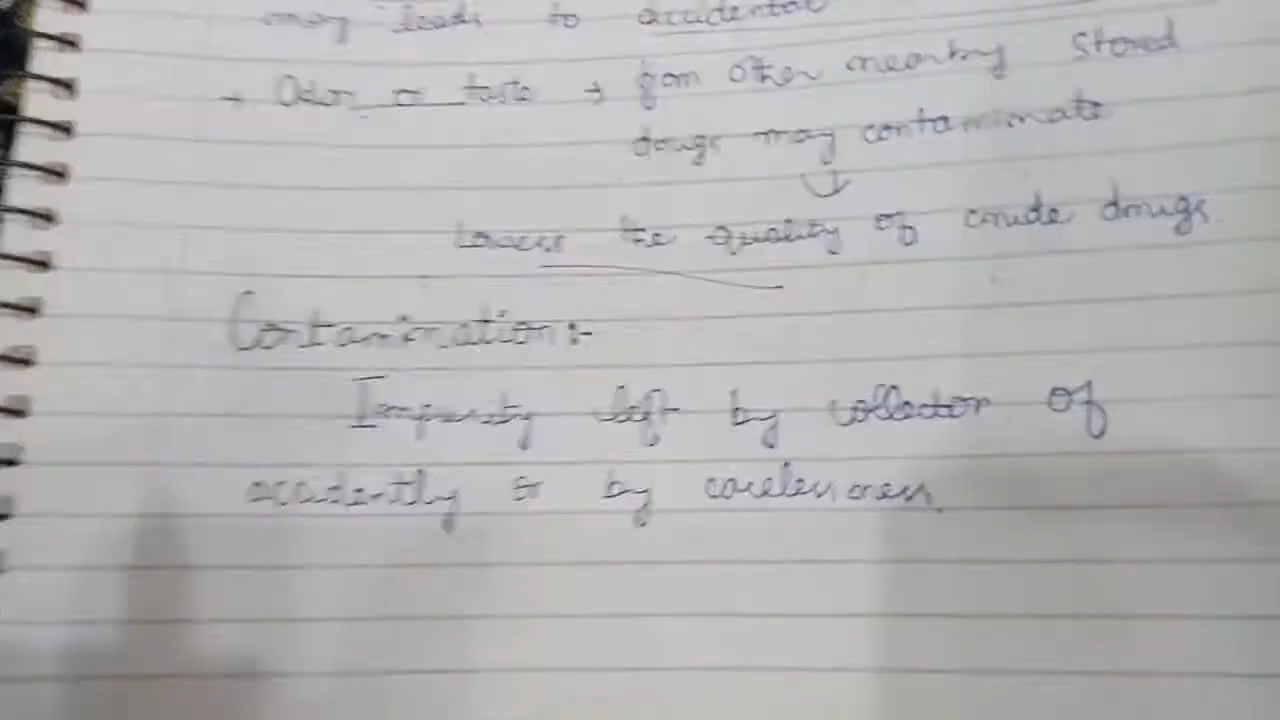 may leads to accidental
→ Odor or taste → from other nearby stored
drugs may contaminate
↓
Lowers the quality of crude drugs
Contamination:-
Impurity left by collector of
accidently or by carelessness.